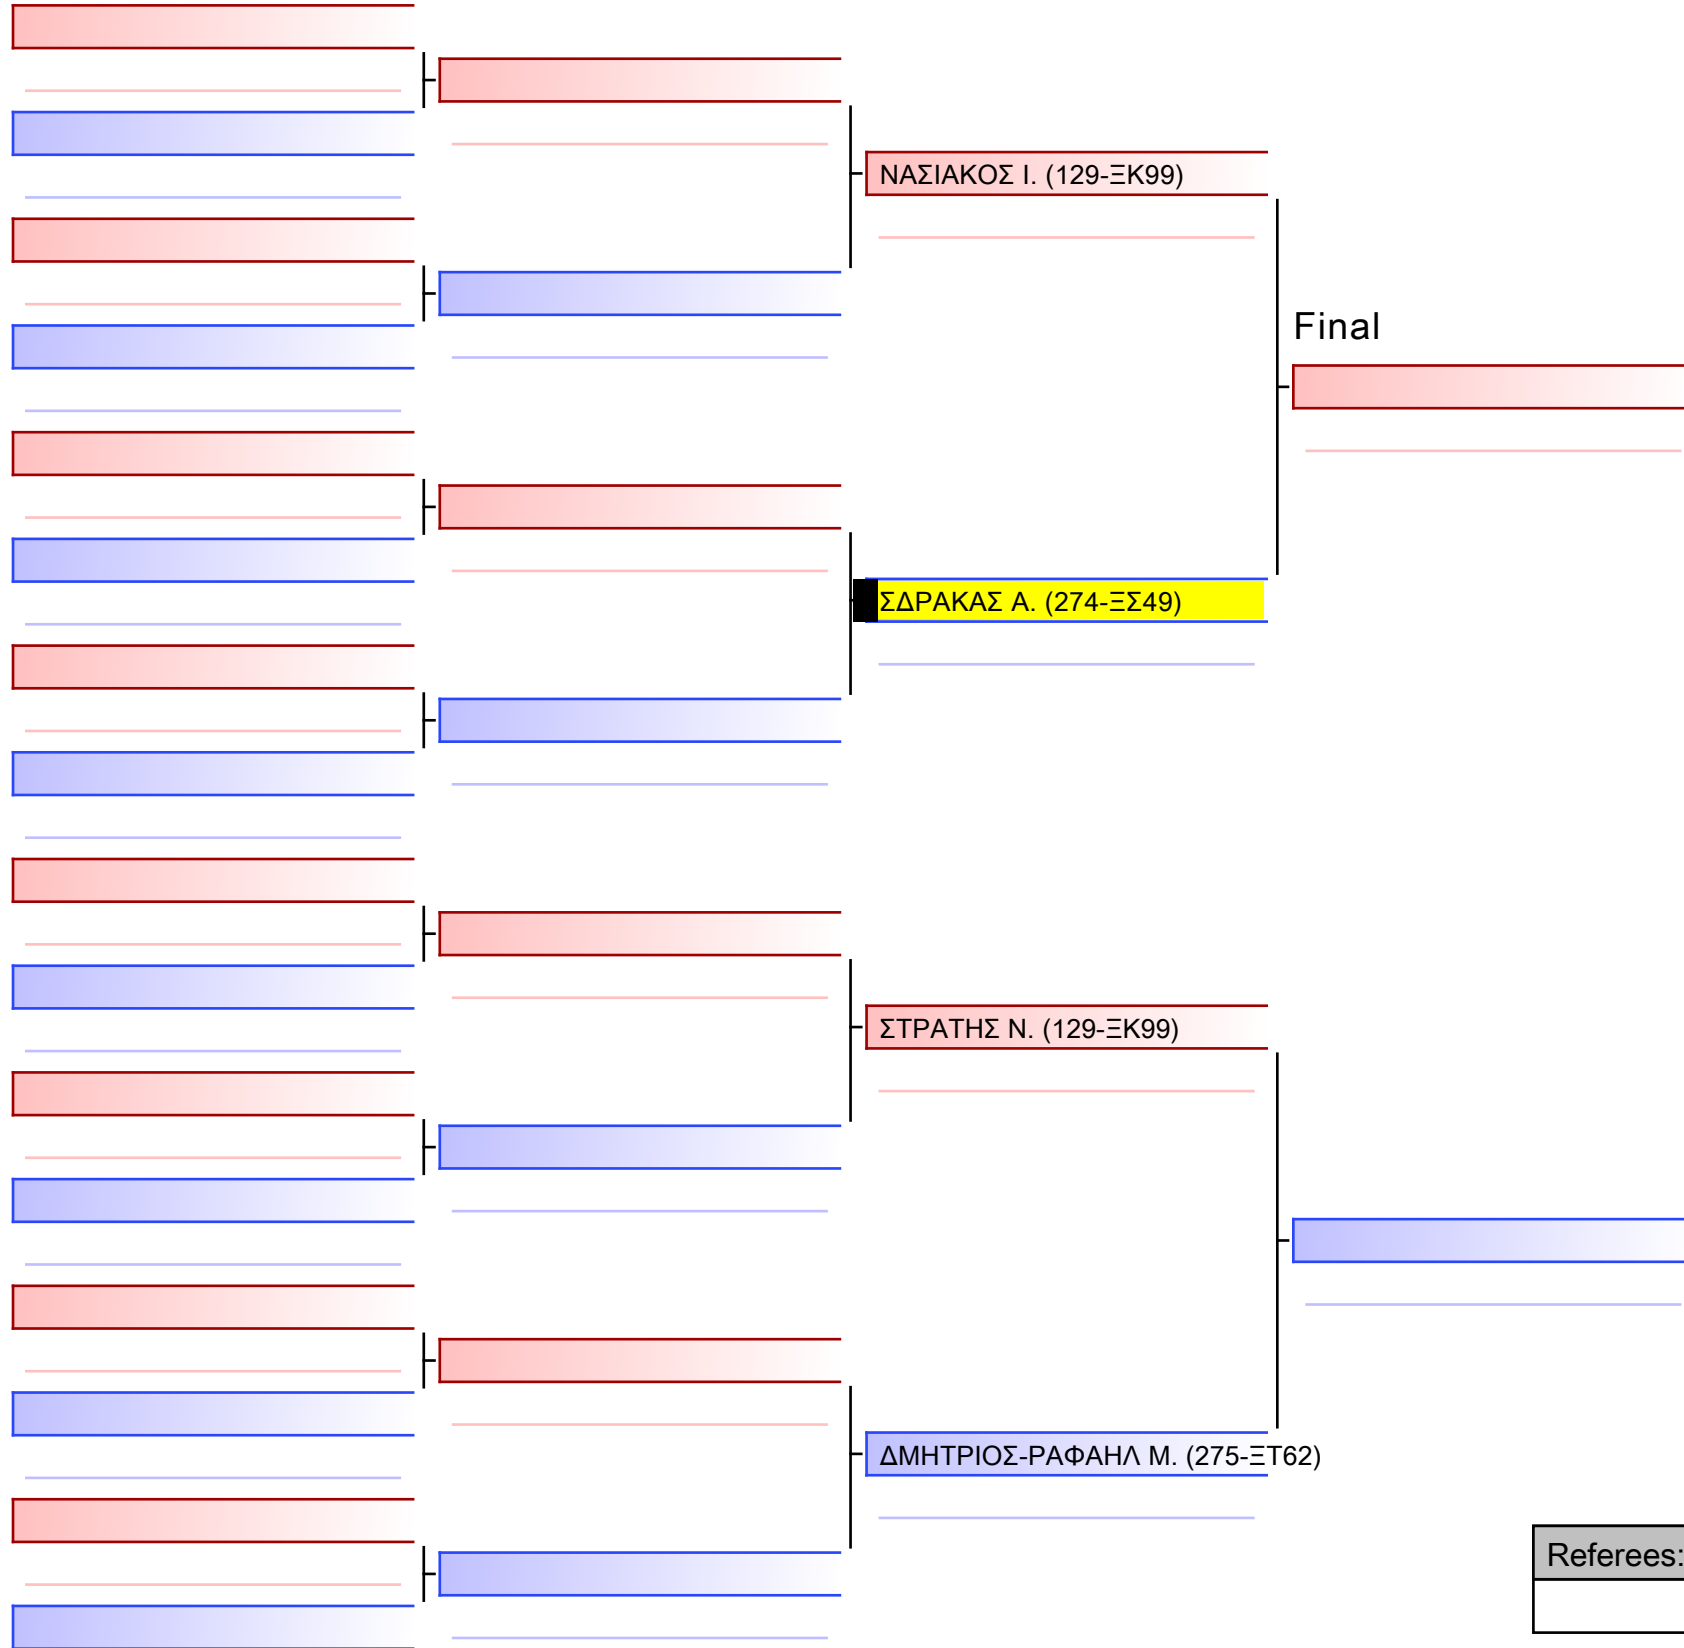 ΝΑΣΙΑΚΟΣ Ι. (129-ΞΚ99)
Final
ΣΔΡΑΚΑΣ Α. (274-ΞΣ49)
ΣΤΡΑΤΗΣ Ν. (129-ΞΚ99)
ΔΜΗΤΡΙΟΣ-ΡΑΦΑΗΛ Μ. (275-ΞΤ62)
Referees: